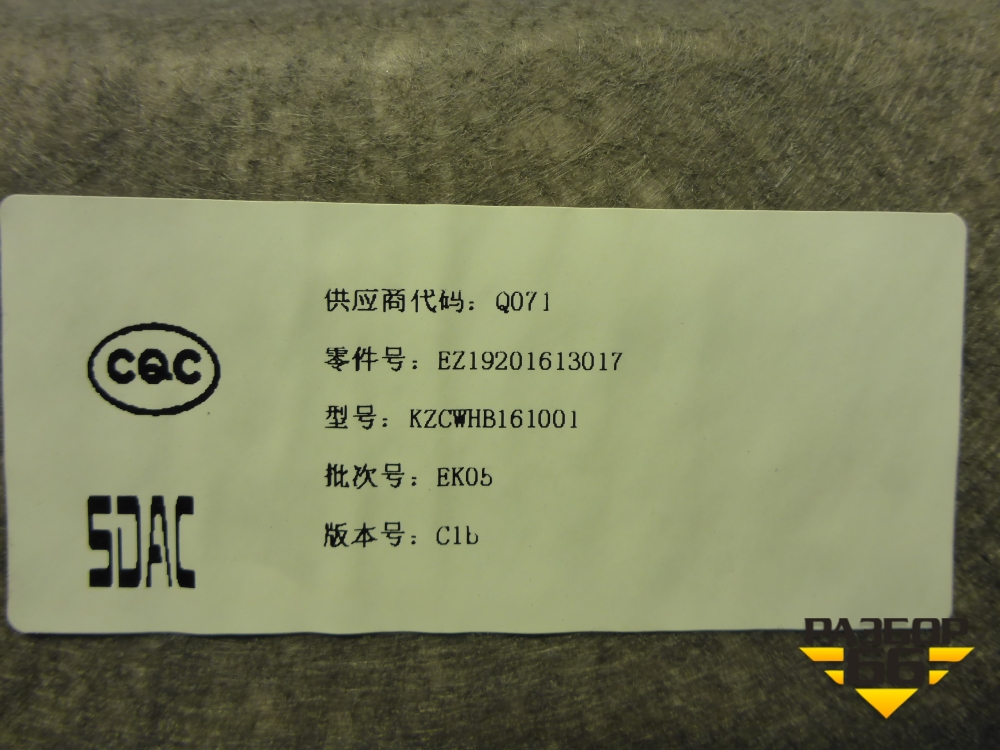 供应商代码: Q071
零件号: EZ19201613017
CQC
型号: KZCWHB161001
批次号: EK05
SDAC
版本号: C1b
РАЗБОР
66